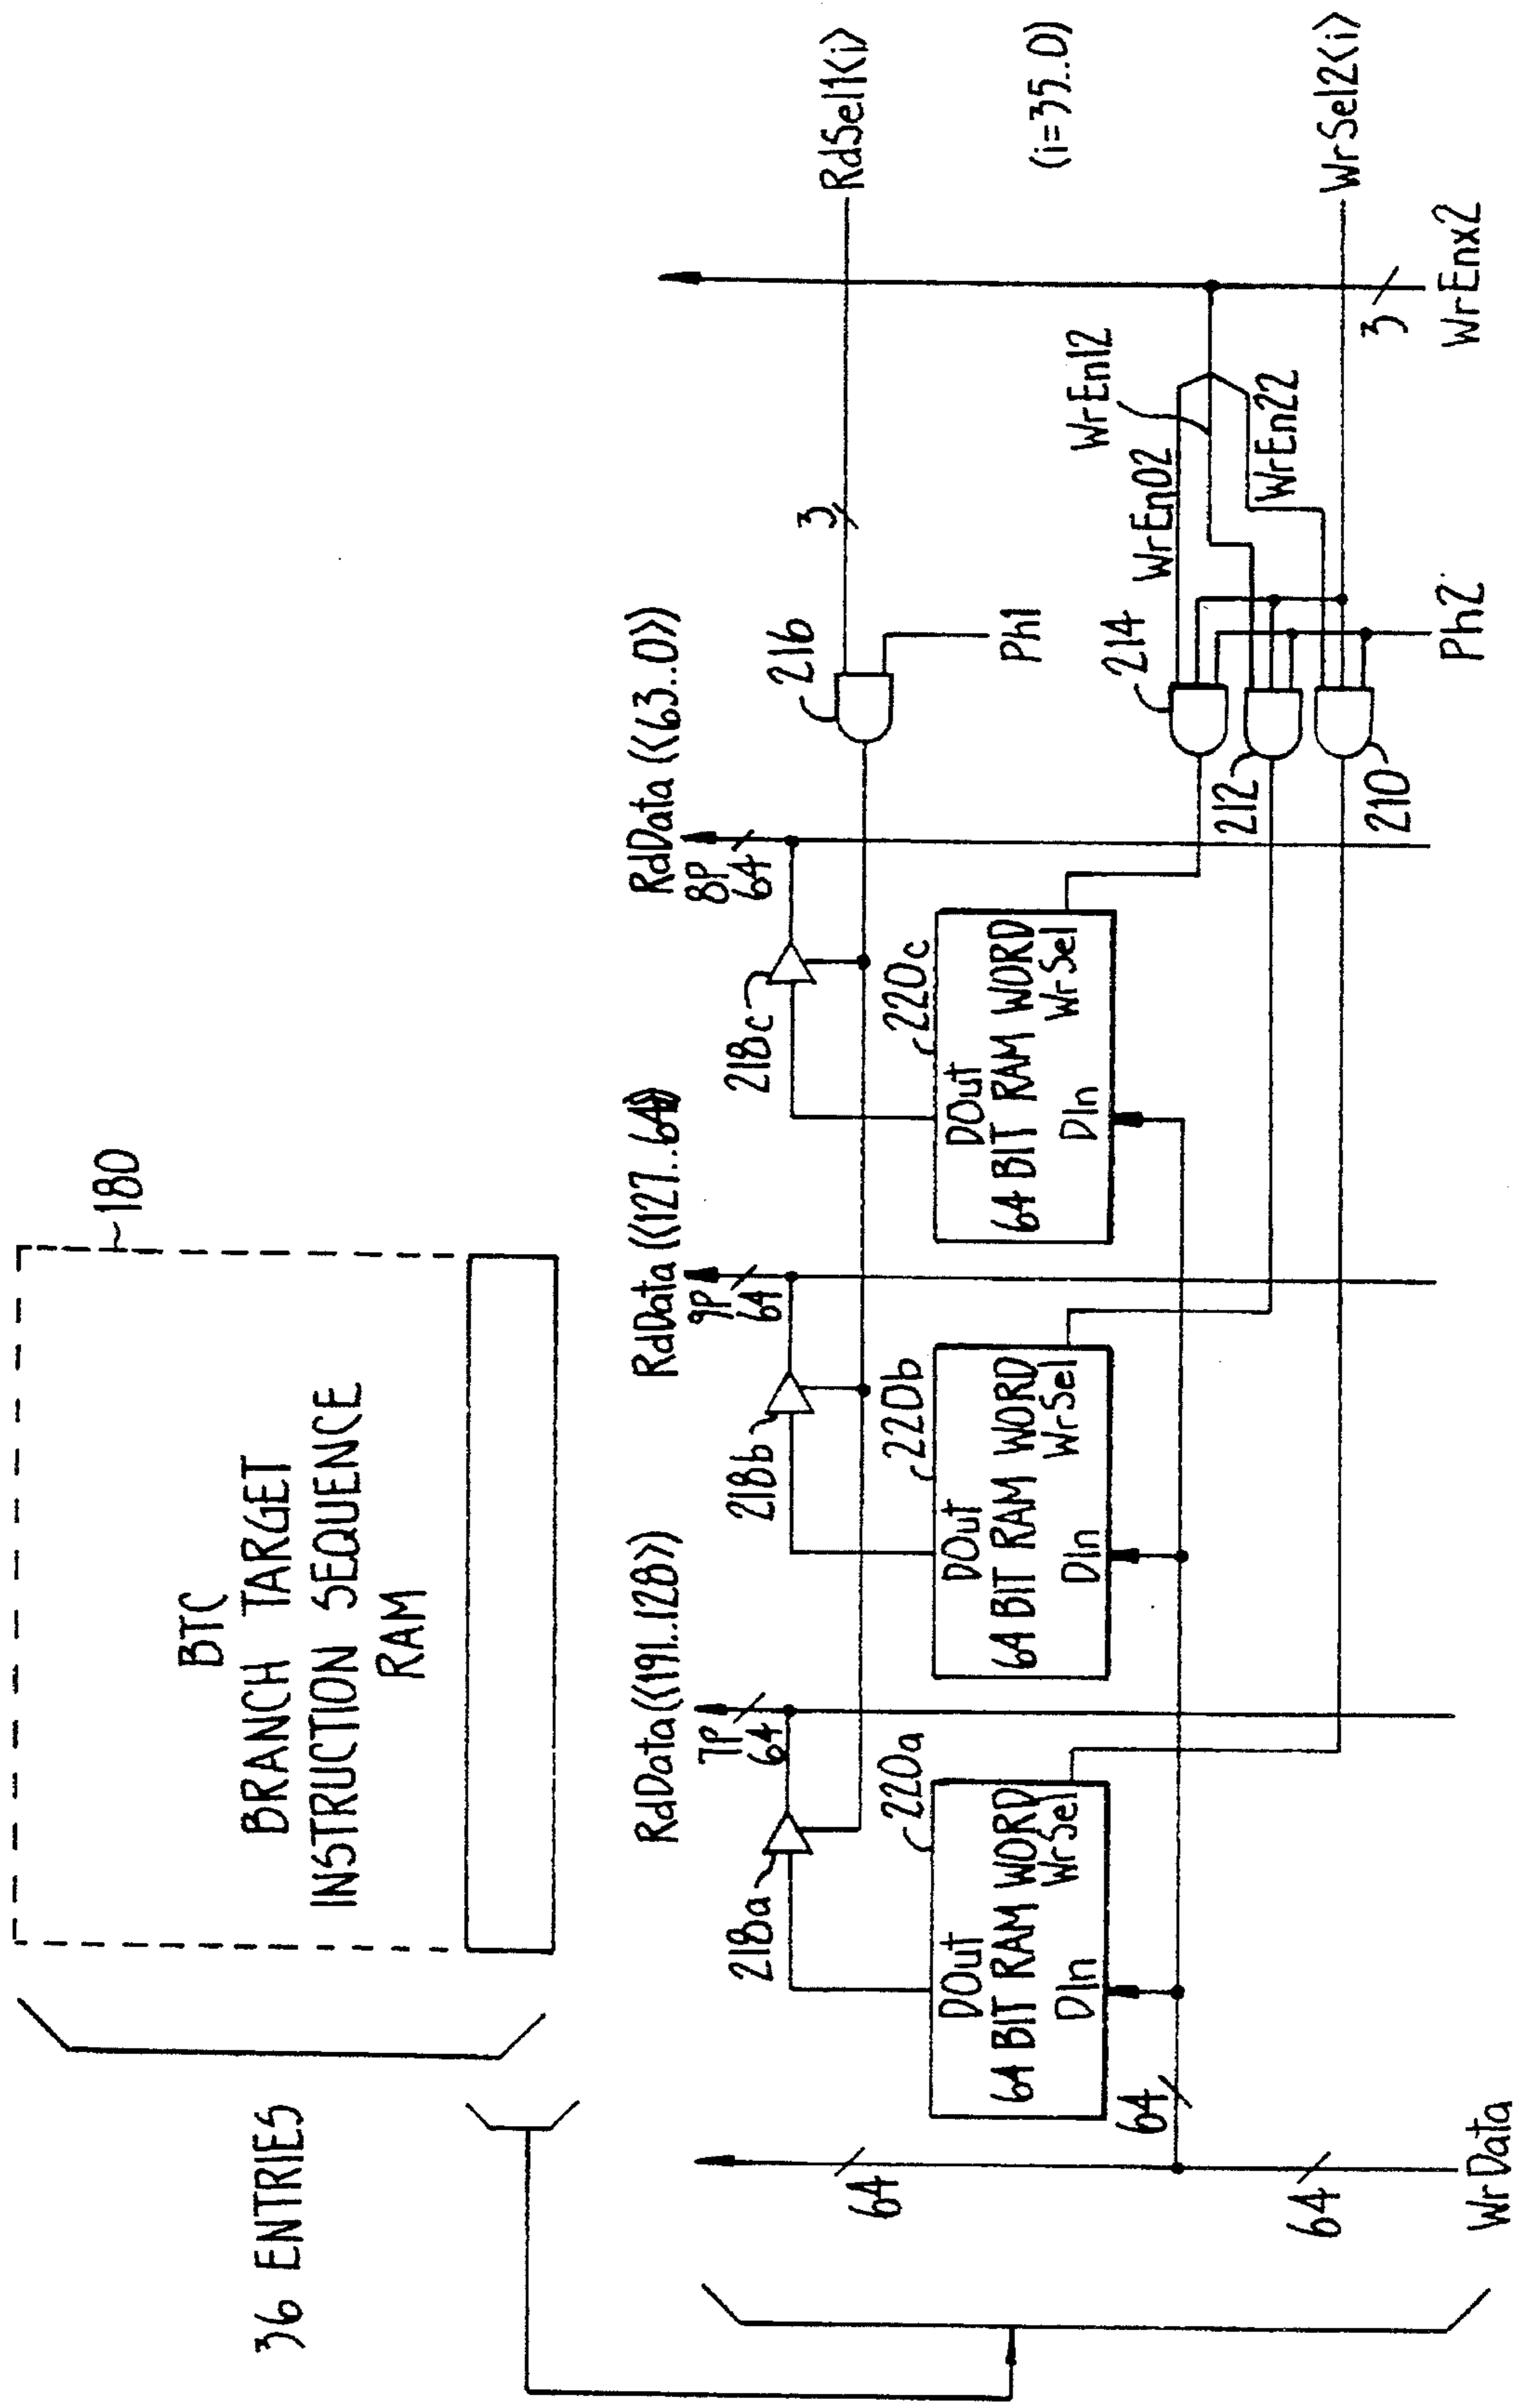 BTC
BRANCH TARGET
INSTRUCTION SEQUENCE
RAM
180
36 ENTRIES
RdData(⟨191..128⟩)
7P
64
RdData(⟨127..64⟩)
9P
64
RdData(⟨63..0⟩)
8P
64
218a
218b
218c
216
3
RdSel1⟨i⟩
Ph1
(i=35..0)
220a
DOut
64 BIT RAM WORD
WrSel
DIn
220b
DOut
64 BIT RAM WORD
WrSel
DIn
220c
DOut
64 BIT RAM WORD
WrSel
DIn
64
64
64
WrData
214
212
210
WrEn02
WrEn12
WrEn22
Ph2
3
WrEnx2
WrSel2⟨i⟩